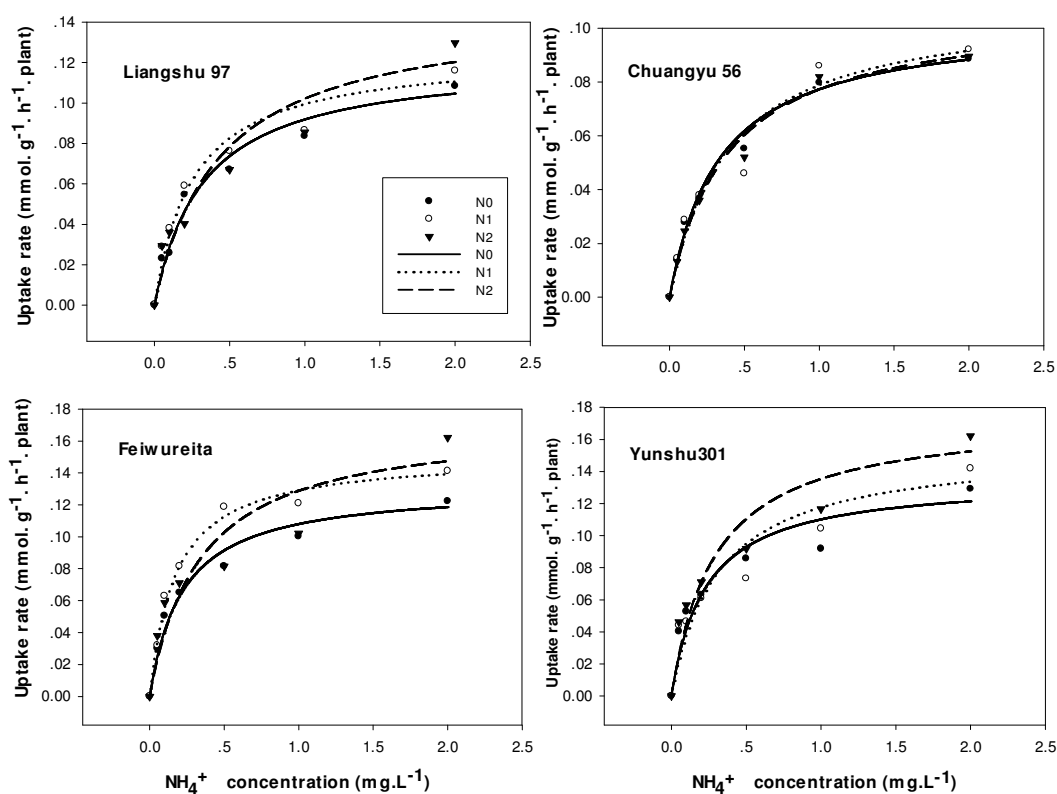 Liangshu 97
Uptake rate (mmol. g⁻¹. h⁻¹. plant)
.14
.12
.10
.08
.06
.04
.02
0.00
N0
N1
N2
N0
N1
N2
0.0 .5 1.0 1.5 2.0 2.5
Chuangyu 56
Uptake rate (mmol. g⁻¹. h⁻¹. plant)
.10
.08
.06
.04
.02
0.00
0.0 .5 1.0 1.5 2.0 2.5
Feiwureita
Uptake rate (mmol. g⁻¹. h⁻¹. plant)
.18
.16
.14
.12
.10
.08
.06
.04
.02
0.00
0.0 .5 1.0 1.5 2.0 2.5
NH₄⁺ concentration (mg.L⁻¹)
Yunshu301
Uptake rate (mmol. g⁻¹. h⁻¹. plant)
.18
.16
.14
.12
.10
.08
.06
.04
.02
0.00
0.0 .5 1.0 1.5 2.0 2.5
NH₄⁺ concentration (mg.L⁻¹)